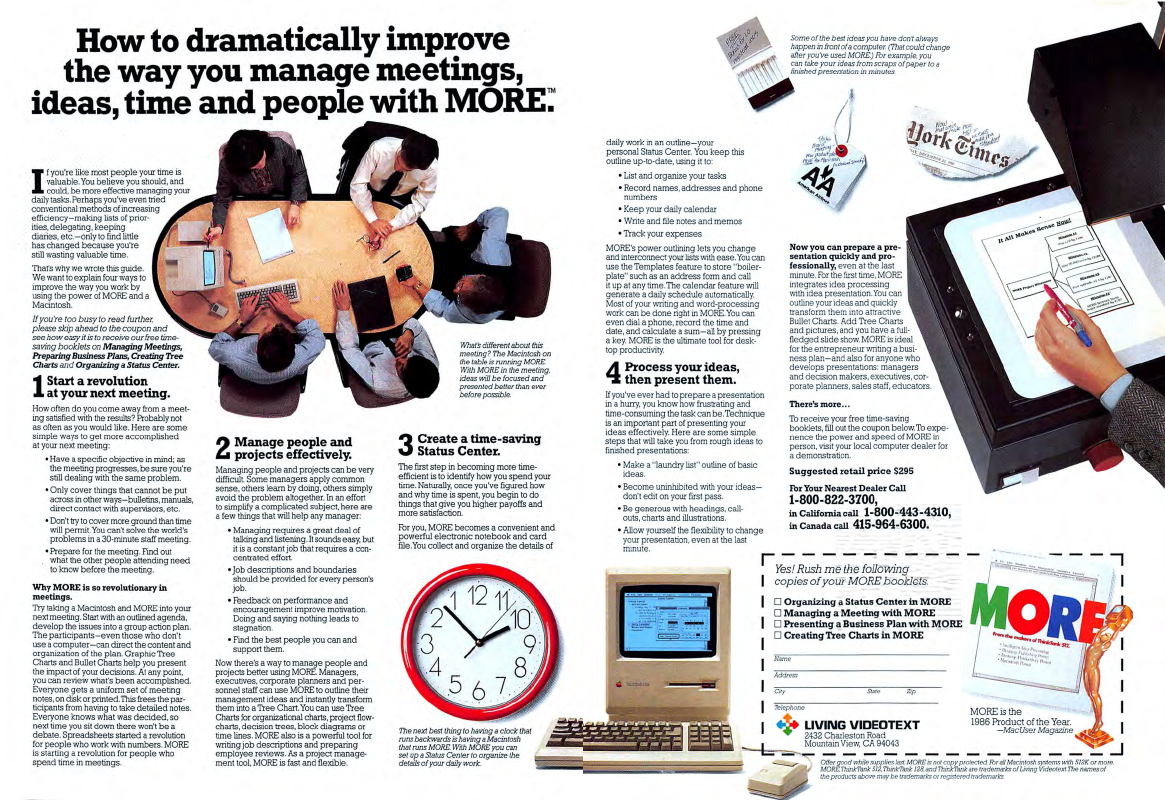 How to dramatically improve
the way you manage meetings,
ideas, time and people with MORE.™
If you're like most people your time is
valuable. You believe you should, and
could, be more effective managing your
daily tasks. Perhaps you've even tried
conventional methods of increasing
efficiency—making lists of prior-
ities, delegating, keeping
diaries, etc.—only to find little
has changed because you're
still wasting valuable time.
That's why we wrote this guide.
We want to explain four ways to
improve the way you work by
using the power of MORE and a
Macintosh.
If you're too busy to read further,
please skip ahead to the coupon and
see how easy it is to receive our free time-
saving booklets on Managing Meetings,
Preparing Business Plans, Creating Tree
Charts and Organizing a Status Center.
1 Start a revolution
at your next meeting.
How often do you come away from a meet-
ing satisfied with the results? Probably not
as often as you would like. Here are some
simple ways to get more accomplished
at your next meeting:
• Have a specific objective in mind; as
the meeting progresses, be sure you're
still dealing with the same problem.
• Only cover things that cannot be put
across in other ways—bulletins, manuals,
direct contact with supervisors, etc.
• Don't try to cover more ground than time
will permit. You can't solve the world's
problems in a 30-minute staff meeting.
• Prepare for the meeting. Find out
what the other people attending need
to know before the meeting.
Why MORE is so revolutionary in
meetings.
Try taking a Macintosh and MORE into your
next meeting. Start with an outlined agenda,
develop the issues into a group action plan.
The participants—even those who don't
use a computer—can direct the content and
organization of the plan. Graphic Tree
Charts and Bullet Charts help you present
the impact of your decisions. At any point,
you can review what's been accomplished.
Everyone gets a uniform set of meeting
notes, on disk or printed. This frees the par-
ticipants from having to take detailed notes.
Everyone knows what was decided, so
next time you sit down there won't be a
debate. Spreadsheets started a revolution
for people who work with numbers. MORE
is starting a revolution for people who
spend time in meetings.
What's different about this
meeting? The Macintosh on
the table is running MORE.
With MORE in the meeting,
ideas will be focused and
presented better than ever
before possible.
2 Manage people and
projects effectively.
Managing people and projects can be very
difficult. Some managers apply common
sense, others learn by doing, others simply
avoid the problem altogether. In an effort
to simplify a complicated subject, here are
a few things that will help any manager:
• Managing requires a great deal of
talking and listening. It sounds easy, but
it is a constant job that requires a con-
centrated effort.
• Job descriptions and boundaries
should be provided for every person's
job.
• Feedback on performance and
encouragement improve motivation.
Doing and saying nothing leads to
stagnation.
• Find the best people you can and
support them.
Now there's a way to manage people and
projects better using MORE. Managers,
executives, corporate planners and per-
sonnel staff can use MORE to outline their
management ideas and instantly transform
them into a Tree Chart. You can use Tree
Charts for organizational charts, project flow-
charts, decision trees, block diagrams or
time lines. MORE also is a powerful tool for
writing job descriptions and preparing
employee reviews. As a project manage-
ment tool, MORE is fast and flexible.
3 Create a time-saving
Status Center.
The first step in becoming more time-
efficient is to identify how you spend your
time. Naturally, once you've figured how
and why time is spent, you begin to do
things that give you higher payoffs and
more satisfaction.
For you, MORE becomes a convenient and
powerful electronic notebook and card
file. You collect and organize the details of
12 11 10 9 8 7 6 5 4 3 2 1
The next best thing to having a clock that
runs backwards is having a Macintosh
that runs MORE. With MORE you can
set up a Status Center to organize the
details of your daily work.
daily work in an outline—your
personal Status Center. You keep this
outline up-to-date, using it to:
• List and organize your tasks
• Record names, addresses and phone
numbers
• Keep your daily calendar
• Write and file notes and memos
• Track your expenses
MORE's power outlining lets you change
and interconnect your lists with ease. You can
use the Templates feature to store "boiler-
plate" such as an address form and call
it up at any time. The calendar feature will
generate a daily schedule automatically.
Most of your writing and word-processing
work can be done right in MORE. You can
even dial a phone, record the time and
date, and calculate a sum—all by pressing
a key. MORE is the ultimate tool for desk-
top productivity.
4 Process your ideas,
then present them.
If you've ever had to prepare a presentation
in a hurry, you know how frustrating and
time-consuming the task can be. Technique
is an important part of presenting your
ideas effectively. Here are some simple
steps that will take you from rough ideas to
finished presentations:
• Make a "laundry list" outline of basic
ideas.
• Become uninhibited with your ideas—
don't edit on your first pass.
• Be generous with headings, call-
outs, charts and illustrations.
• Allow yourself the flexibility to change
your presentation, even at the last
minute.
Macintosh
Some of the best ideas you have don't always
happen in front of a computer. (That could change
after you've used MORE.) For example, you
can take your ideas from scraps of paper to a
finished presentation in minutes.
York Times
AA
American Airlines
It All Makes Sense Now!
Now you can prepare a pre-
sentation quickly and pro-
fessionally, even at the last
minute. For the first time, MORE
integrates idea processing
with idea presentation. You can
outline your ideas and quickly
transform them into attractive
Bullet Charts. Add Tree Charts
and pictures, and you have a full-
fledged slide show. MORE is ideal
for the entrepreneur writing a busi-
ness plan—and also for anyone who
develops presentations: managers
and decision makers, executives, cor-
porate planners, sales staff, educators.
There's more...
To receive your free time-saving
booklets, fill out the coupon below. To expe-
rience the power and speed of MORE in
person, visit your local computer dealer for
a demonstration.
Suggested retail price $295
For Your Nearest Dealer Call
1-800-822-3700,
in California call 1-800-443-4310,
in Canada call 415-964-6300.
Yes! Rush me the following
copies of your MORE booklets.
Organizing a Status Center in MORE
Managing a Meeting with MORE
Presenting a Business Plan with MORE
Creating Tree Charts in MORE
Name
Address
City State Zip
Telephone
LIVING VIDEOTEXT
2432 Charleston Road
Mountain View, CA 94043
MORE
From the makers of ThinkTank 512.
MORE is the
1986 Product of the Year.
—MacUser Magazine
Offer good while supplies last. MORE is not copy protected. For all Macintosh systems with 512K or more.
MORE, ThinkTank 512, ThinkTank 128, and ThinkTank are trademarks of Living Videotext. The names of
the products above may be trademarks or registered trademarks.